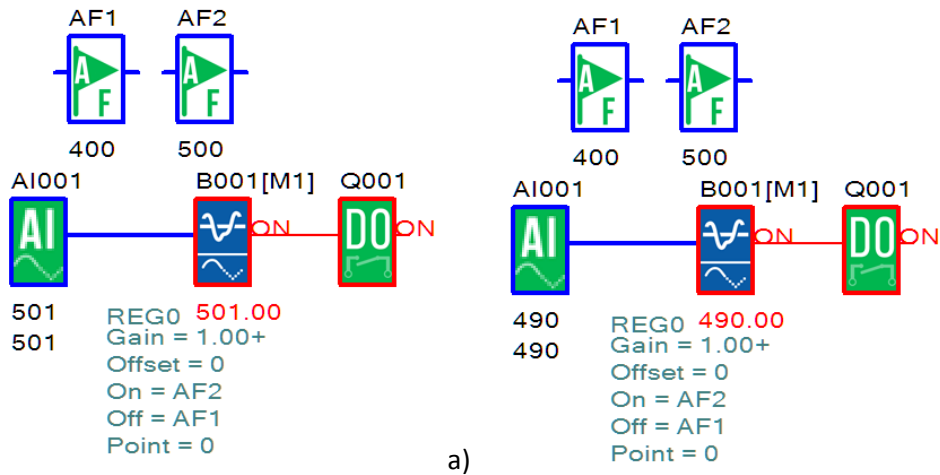 AF1 AF2
A F A F
400 500
AI001 B001[M1] Q001
AI ON DO ON
501 REG0 501.00
501 Gain = 1.00+
Offset = 0
On = AF2
Off = AF1
Point = 0
AF1 AF2
A F A F
400 500
AI001 B001[M1] Q001
AI ON DO ON
490 REG0 490.00
490 Gain = 1.00+
Offset = 0
On = AF2
Off = AF1
Point = 0
a)